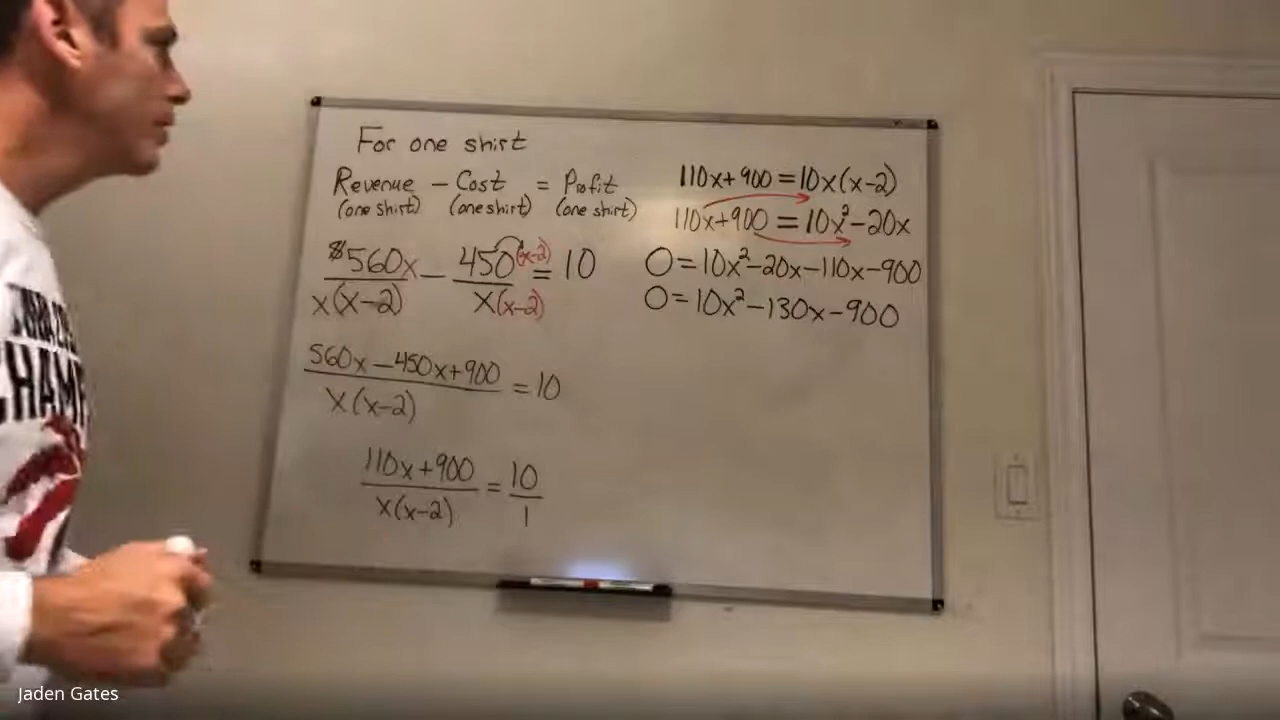 For one shirt
Revenue - Cost = Profit
(one shirt) (one shirt) (one shirt)
$560x/x(x-2) - 450(x-2)/x(x-2) = 10
560x - 450x + 900/x(x-2) = 10
110x + 900/x(x-2) = 10/1
110x + 900 = 10x(x-2)
110x + 900 = 10x² - 20x
0 = 10x² - 20x - 110x - 900
0 = 10x² - 130x - 900
CHAMP
Jaden Gates